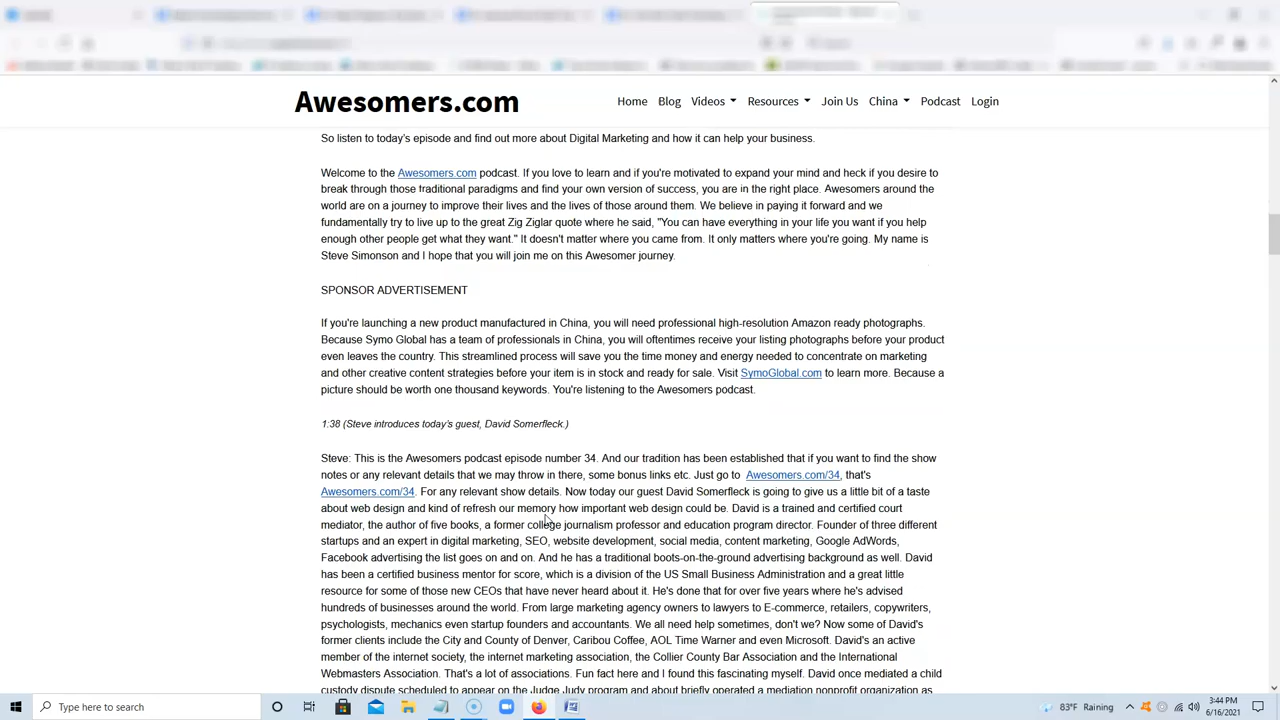 Awesomers.com
Home Blog Videos Resources Join Us China Podcast Login
So listen to today's episode and find out more about Digital Marketing and how it can help your business.
Welcome to the Awesomers.com podcast. If you love to learn and if you're motivated to expand your mind and heck if you desire to
break through those traditional paradigms and find your own version of success, you are in the right place. Awesomers around the
world are on a journey to improve their lives and the lives of those around them. We believe in paying it forward and we
fundamentally try to live up to the great Zig Ziglar quote where he said, "You can have everything in your life you want if you help
enough other people get what they want." It doesn't matter where you came from. It only matters where you're going. My name is
Steve Simonson and I hope that you will join me on this Awesomer journey.
SPONSOR ADVERTISEMENT
If you're launching a new product manufactured in China, you will need professional high-resolution Amazon ready photographs.
Because Symo Global has a team of professionals in China, you will oftentimes receive your listing photographs before your product
even leaves the country. This streamlined process will save you the time money and energy needed to concentrate on marketing
and other creative content strategies before your item is in stock and ready for sale. Visit SymoGlobal.com to learn more. Because a
picture should be worth one thousand keywords. You're listening to the Awesomers podcast.
1:38 (Steve introduces today's guest, David Somerfleck.)
Steve: This is the Awesomers podcast episode number 34. And our tradition has been established that if you want to find the show
notes or any relevant details that we may throw in there, some bonus links etc. Just go to Awesomers.com/34, that's
Awesomers.com/34. For any relevant show details. Now today our guest David Somerfleck is going to give us a little bit of a taste
about web design and kind of refresh our memory how important web design could be. David is a trained and certified court
mediator, the author of five books, a former college journalism professor and education program director. Founder of three different
startups and an expert in digital marketing, SEO, website development, social media, content marketing, Google AdWords,
Facebook advertising the list goes on and on. And he has a traditional boots-on-the-ground advertising background as well. David
has been a certified business mentor for score, which is a division of the US Small Business Administration and a great little
resource for some of those new CEOs that have never heard about it. He's done that for over five years where he's advised
hundreds of businesses around the world. From large marketing agency owners to lawyers to E-commerce, retailers, copywriters,
psychologists, mechanics even startup founders and accountants. We all need help sometimes, don't we? Now some of David's
former clients include the City and County of Denver, Caribou Coffee, AOL Time Warner and even Microsoft. David's an active
member of the internet society, the internet marketing association, the Collier County Bar Association and the International
Webmasters Association. That's a lot of associations. Fun fact here and I found this fascinating myself. David once mediated a child
custody dispute scheduled to appear on the Judge Judy program and about briefly operated a mediation nonprofit organization as
Type here to search
83°F Raining
3:44 PM
6/16/2021